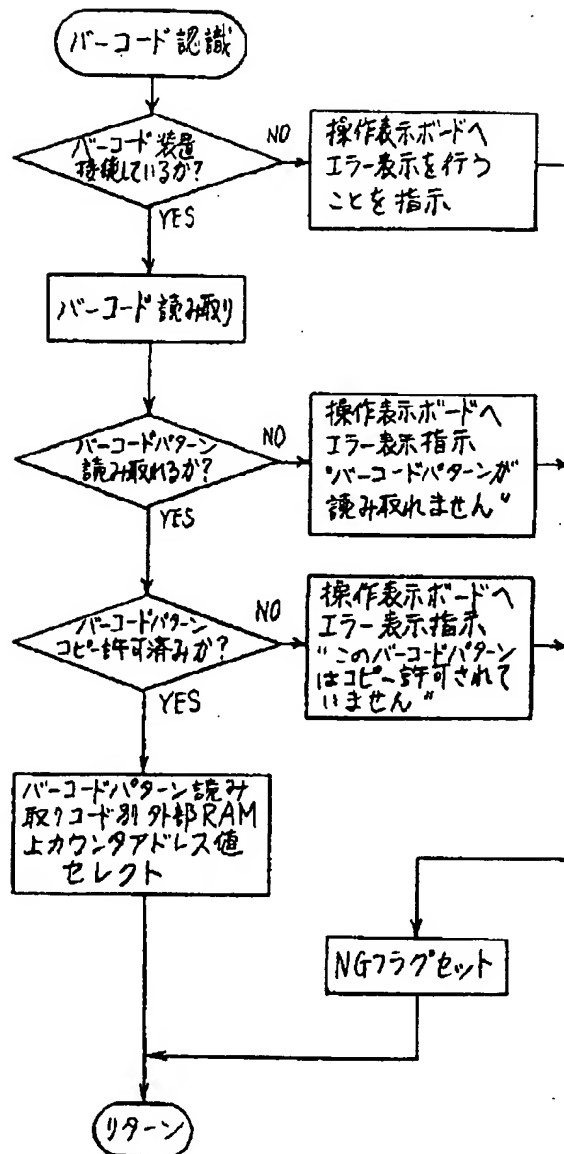 バーコード認識
バーコード装置
接続しているか?
NO
操作表示ボードへ
エラー表示を行う
ことを指示
YES
バーコード読み取り
バーコードパターン
読み取れるか?
NO
操作表示ボードへ
エラー表示指示
"バーコードパターンが
読み取れません"
YES
バーコードパターン
コピー許可済みか?
NO
操作表示ボードへ
エラー表示指示
"このバーコードパターン
はコピー許可されて
いません"
YES
バーコードパターン読み
取りコード別外部RAM
上カウンタアドレス値
セレクト
NGフラグセット
リターン